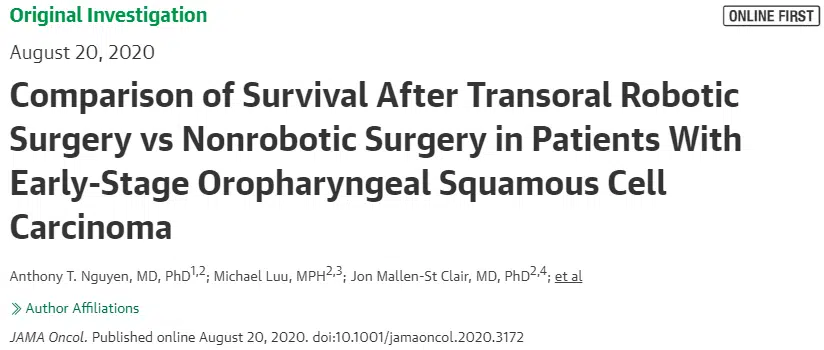 Original Investigation
ONLINE FIRST
August 20, 2020
Comparison of Survival After Transoral Robotic
Surgery vs Nonrobotic Surgery in Patients With
Early-Stage Oropharyngeal Squamous Cell
Carcinoma
Anthony T. Nguyen, MD, PhD1,2; Michael Luu, MPH2,3; Jon Mallen-St Clair, MD, PhD2,4; et al
≫ Author Affiliations
JAMA Oncol. Published online August 20, 2020. doi:10.1001/jamaoncol.2020.3172